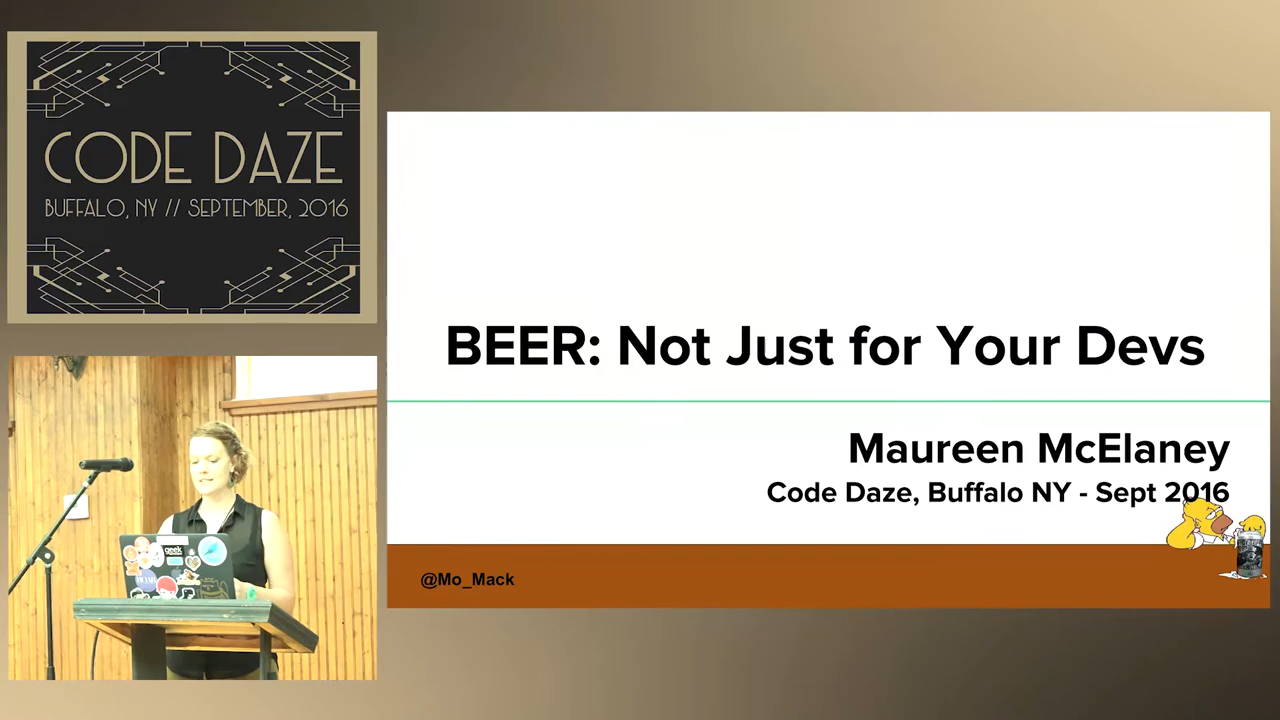 CODE DAZE
BUFFALO, NY // SEPTEMBER, 2016
BEER: Not Just for Your Devs
Maureen McElaney
Code Daze, Buffalo NY - Sept 2016
@Mo_Mack
geek